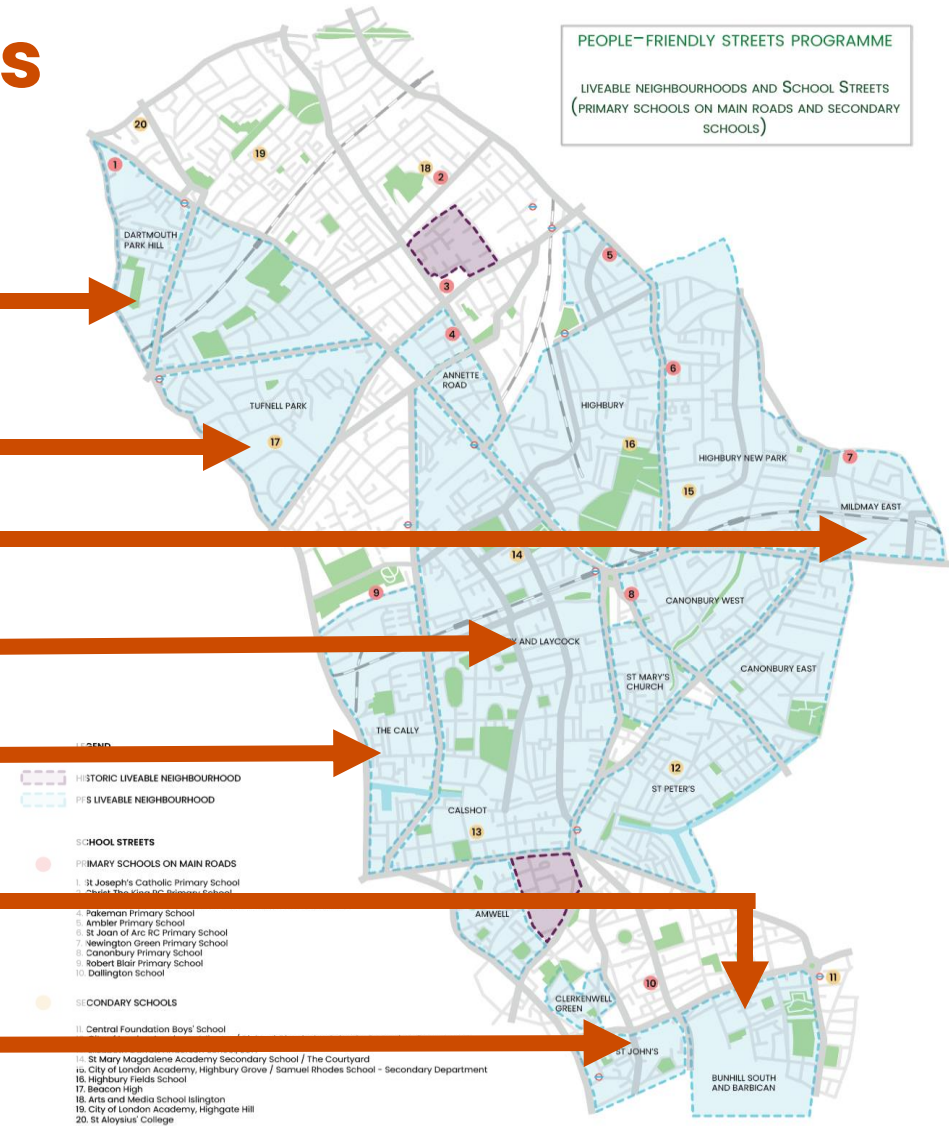 s
PEOPLE-FRIENDLY STREETS PROGRAMME
LIVEABLE NEIGHBOURHOODS AND SCHOOL STREETS
(PRIMARY SCHOOLS ON MAIN ROADS AND SECONDARY
SCHOOLS)
20
19
18
2
1
DARTMOUTH
PARK HILL
5
3
4
ANNETTE
ROAD
6
TUFNELL PARK
HIGHBURY
17
16
HIGHBURY NEW PARK
7
15
MILDMAY EAST
14
9
8
CANONBURY WEST
AND LAYCOCK
CANONBURY EAST
ST MARY'S
CHURCH
THE CALLY
12
ST PETER'S
CALSHOT
13
AMWELL
10
11
CLERKENWELL
GREEN
ST JOHN'S
BUNHILL SOUTH
AND BARBICAN
LEGEND
HISTORIC LIVEABLE NEIGHBOURHOOD
PFS LIVEABLE NEIGHBOURHOOD
SCHOOL STREETS
PRIMARY SCHOOLS ON MAIN ROADS
1. St Joseph's Catholic Primary School
2. Christ The King RC Primary School
4. Pakeman Primary School
5. Ambler Primary School
6. St Joan of Arc RC Primary School
7. Newington Green Primary School
8. Canonbury Primary School
9. Robert Blair Primary School
10. Dallington School
SECONDARY SCHOOLS
11. Central Foundation Boys' School
14. St Mary Magdalene Academy Secondary School / The Courtyard
15. City of London Academy, Highbury Grove / Samuel Rhodes School - Secondary Department
16. Highbury Fields School
17. Beacon High
18. Arts and Media School Islington
19. City of London Academy, Highgate Hill
20. St Aloysius' College